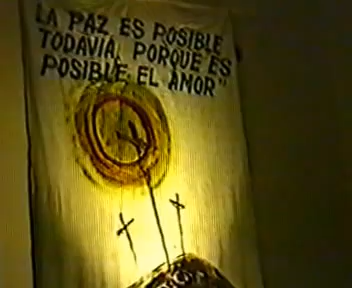 LA PAZ ES POSIBLE
TODAVÍA, PORQUE ES
POSIBLE EL AMOR"